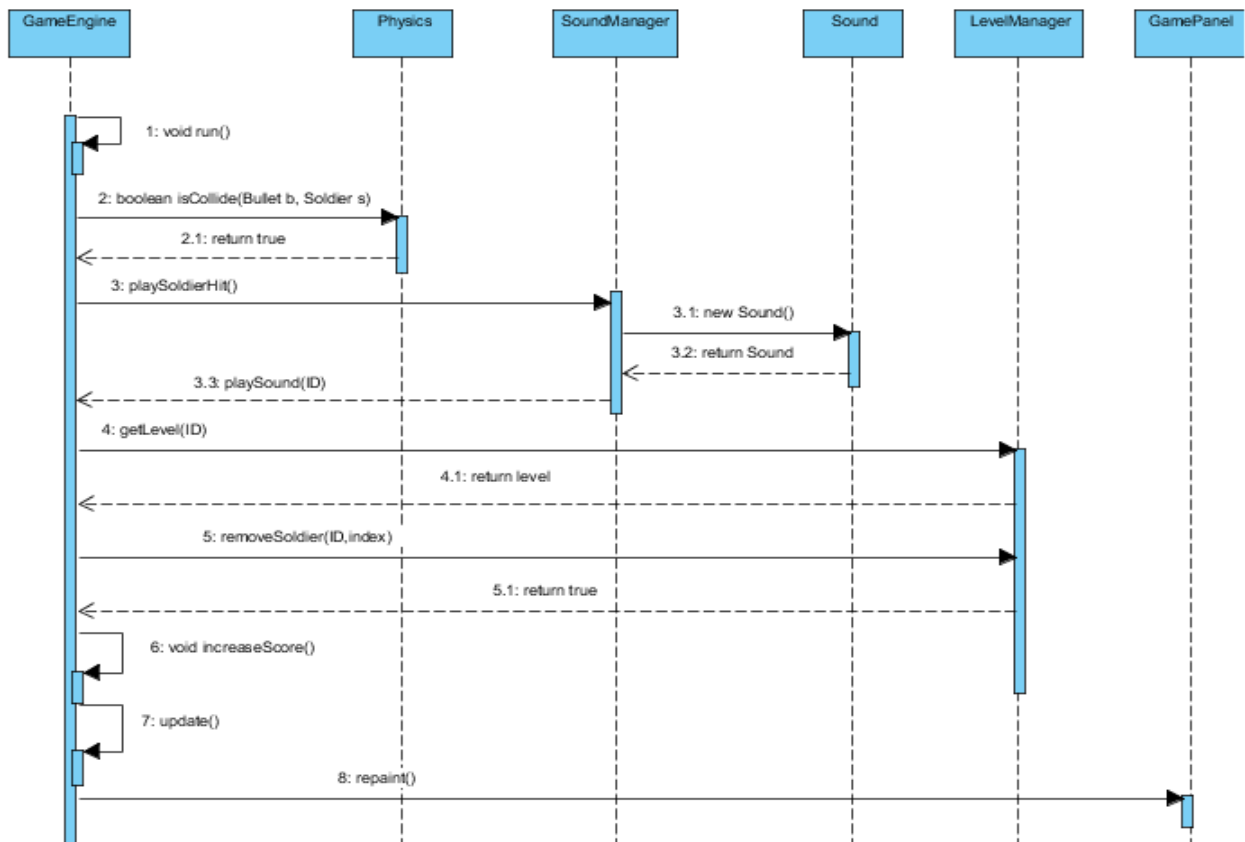 GameEngine
Physics
SoundManager
Sound
LevelManager
GamePanel
1: void run()
2: boolean isCollide(Bullet b, Soldier s)
2.1: return true
3: playSoldierHit()
3.1: new Sound()
3.2: return Sound
3.3: playSound(ID)
4: getLevel(ID)
4.1: return level
5: removeSoldier(ID,index)
5.1: return true
6: void increaseScore()
7: update()
8: repaint()